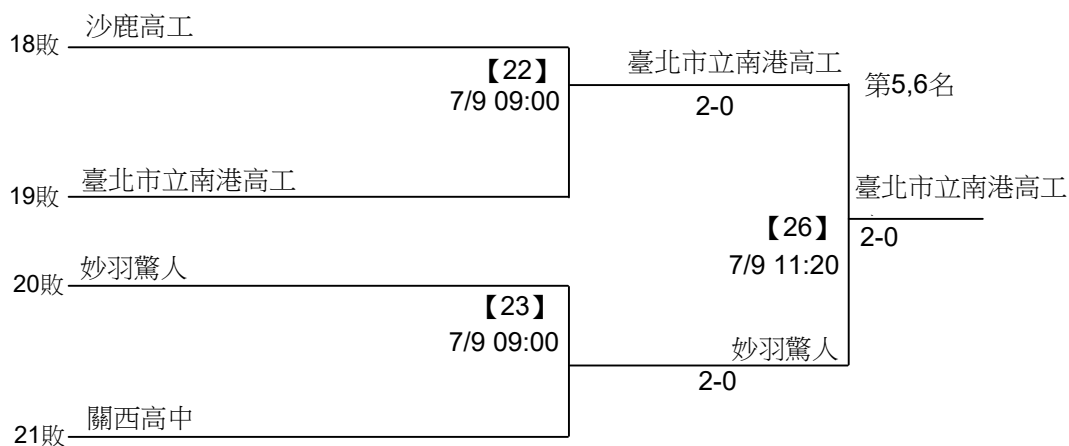 18敗 沙鹿高工
【22】
7/9 09:00
臺北市立南港高工
2-0
第5,6名
19敗 臺北市立南港高工
臺北市立南港高工
【26】
2-0
7/9 11:20
20敗 妙羽驚人
【23】
7/9 09:00
妙羽驚人
2-0
21敗 關西高中